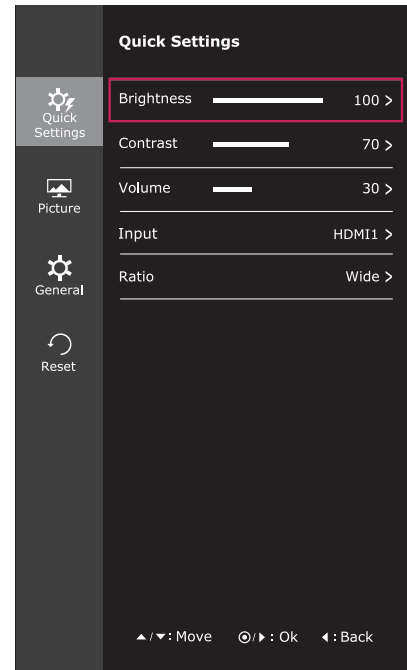 Quick Settings
Quick
Settings
Picture
General
Reset
Brightness 100 >
Contrast 70 >
Volume 30 >
Input HDMI1 >
Ratio Wide >
▲/▼: Move ◉/▶ : Ok ◀ : Back